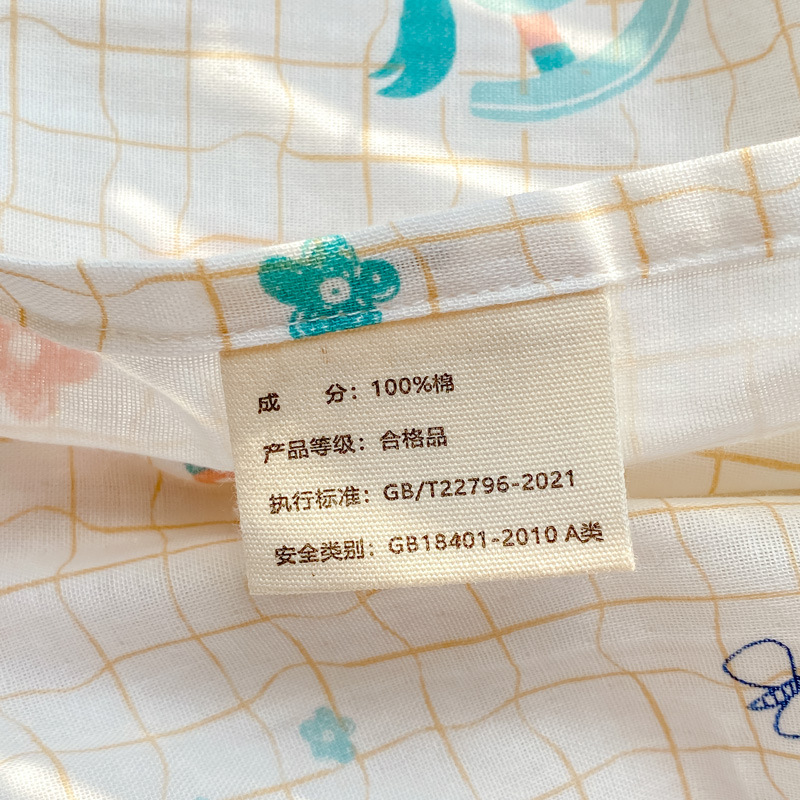 成 分：100%棉
产品等级：合格品
执行标准：GB/T22796-2021
安全类别：GB18401-2010 A类